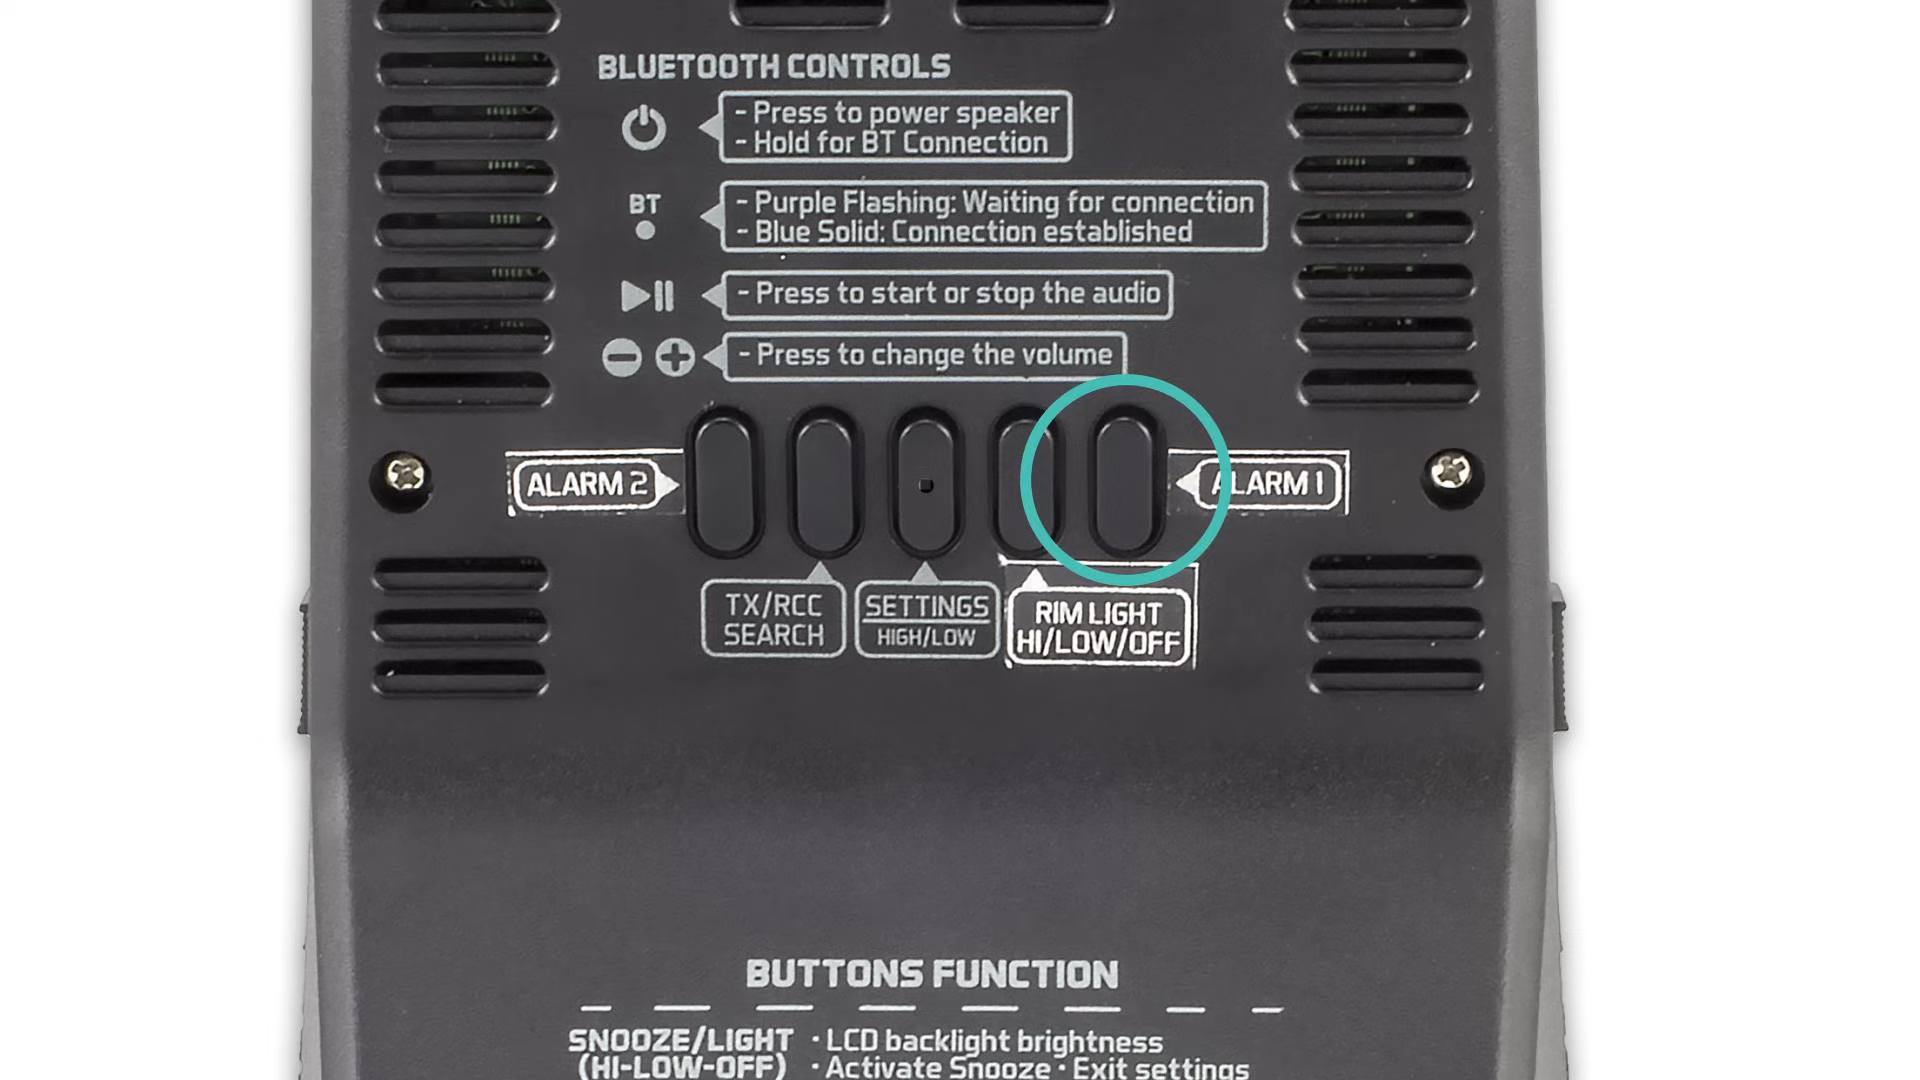 BLUETOOTH CONTROLS
- Press to power speaker
- Hold for BT Connection
BT
- Purple Flashing: Waiting for connection
- Blue Solid: Connection established
- Press to start or stop the audio
- Press to change the volume
ALARM 2
ALARM 1
TX/RCC
SEARCH
SETTINGS
HIGH/LOW
RIM LIGHT
HI/LOW/OFF
BUTTONS FUNCTION
SNOOZE/LIGHT · LCD backlight brightness
(HI-LOW-OFF) · Activate Snooze · Exit settings